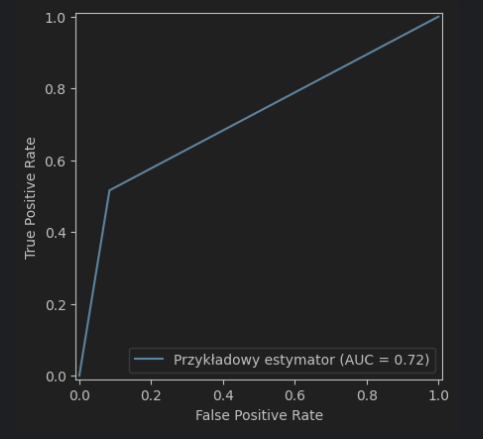 1.0
0.8
0.6
0.4
0.2
0.0
True Positive Rate
Przykładowy estymator (AUC = 0.72)
0.0 0.2 0.4 0.6 0.8 1.0
False Positive Rate